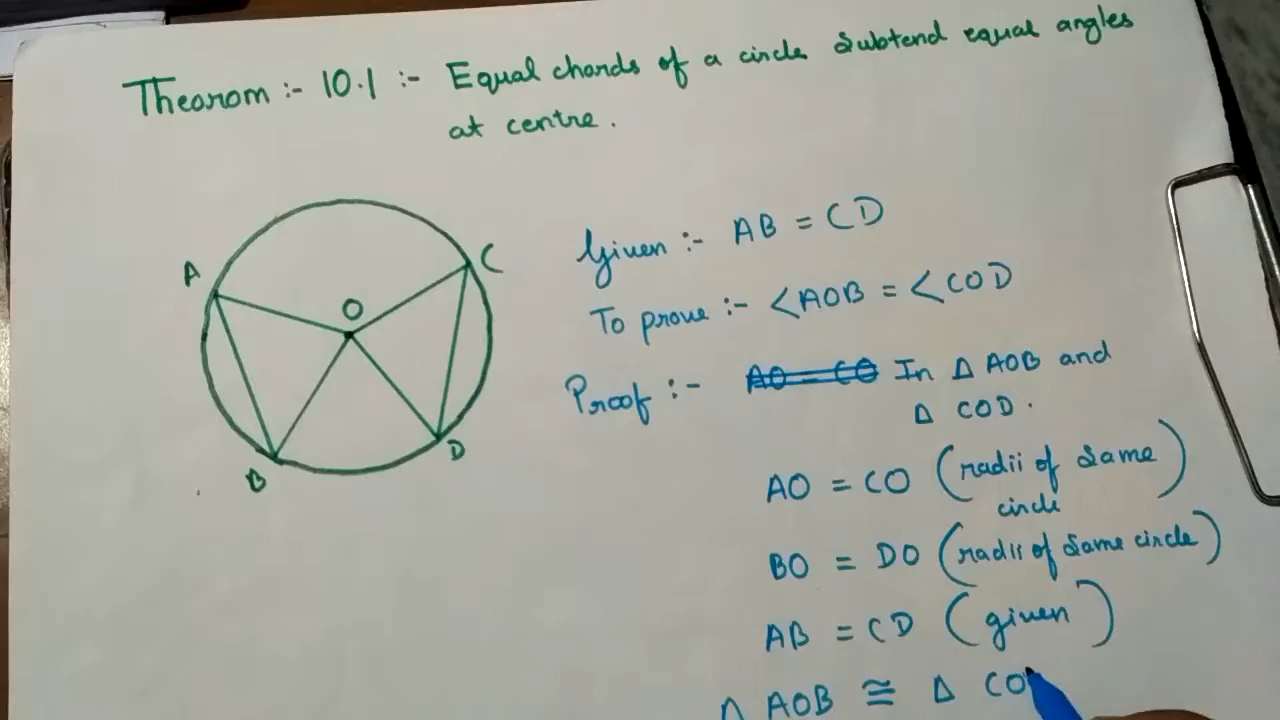 Theorom :- 10.1 :- Equal chords of a circle subtend equal angles
at centre.
A
C
O
B
D
Given :- AB = CD
To prove :- <AOB = <COD
Proof :- AO = CO In Δ AOB and
Δ COD.
AO = CO (radii of same
circle)
BO = DO (radii of same circle)
AB = CD (given)
Δ AOB ≅ Δ CO